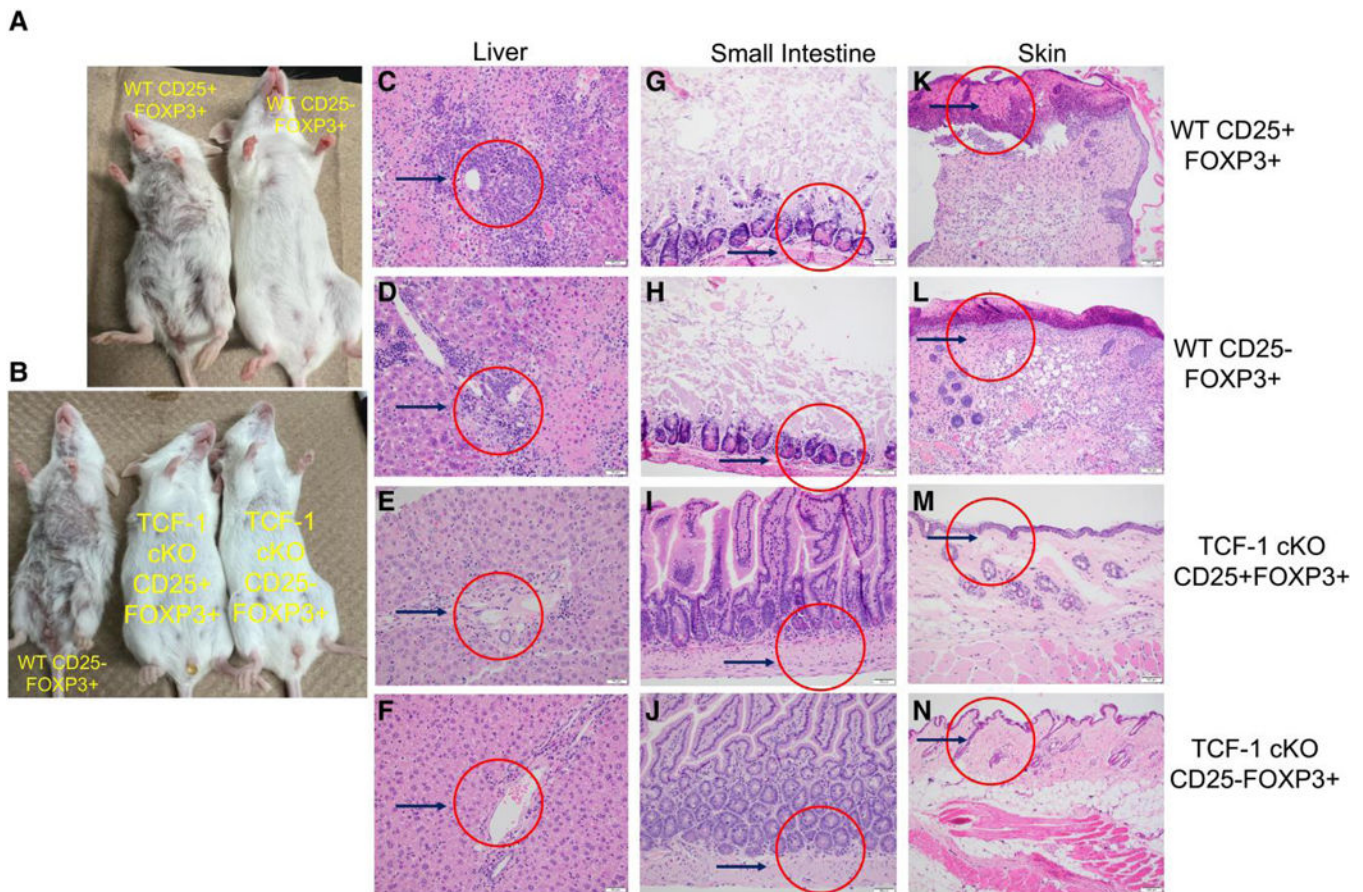 A
Liver
Small Intestine
Skin
WT CD25+
FOXP3+
WT CD25-
FOXP3+
C
G
K
WT CD25+
FOXP3+
D
H
L
WT CD25-
FOXP3+
B
TCF-1
cKO
CD25+
FOXP3+
TCF-1
cKO
CD25-
FOXP3+
WT CD25-
FOXP3+
E
I
M
TCF-1 cKO
CD25+FOXP3+
F
J
N
TCF-1 cKO
CD25-FOXP3+